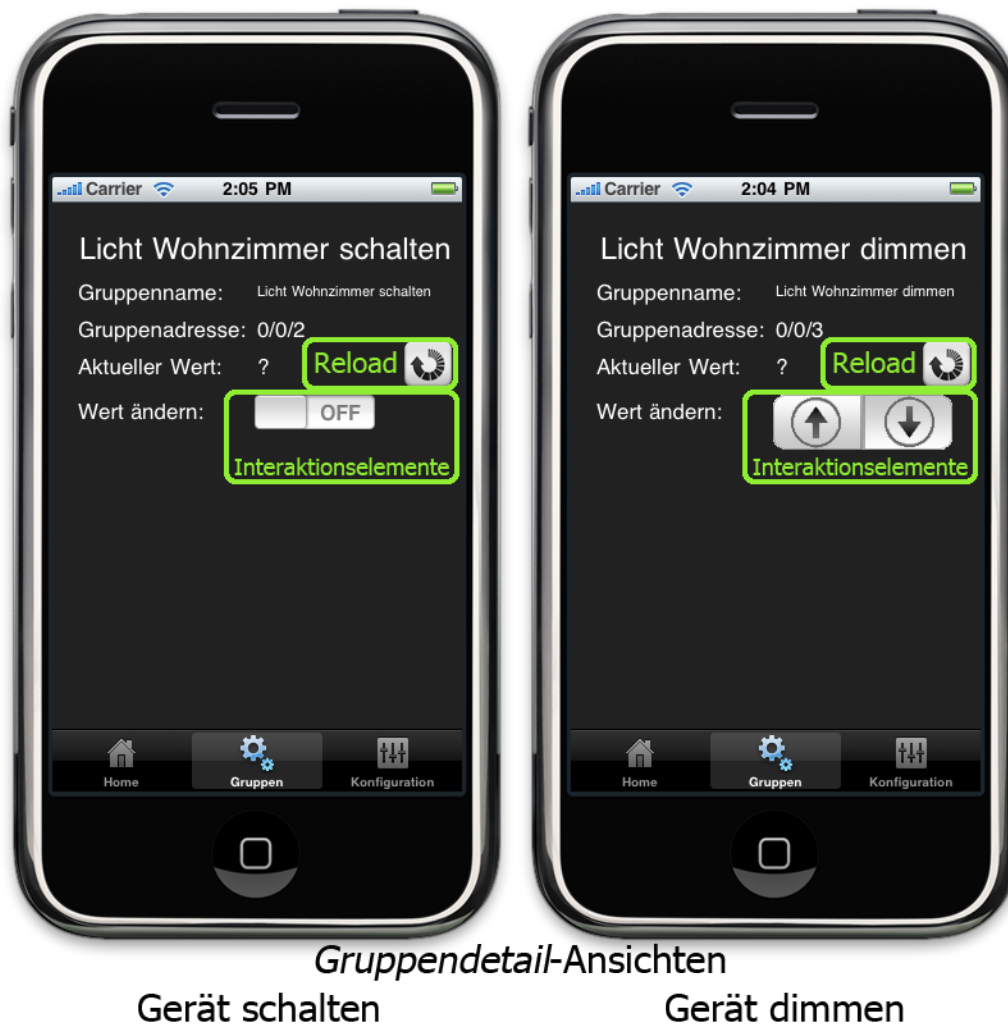 Carrier 2:05 PM
Licht Wohnzimmer schalten
Gruppenname: Licht Wohnzimmer schalten
Gruppenadresse: 0/0/2
Aktueller Wert: ? Reload
Wert ändern: OFF
Interaktionselemente
Home Gruppen Konfiguration
Carrier 2:04 PM
Licht Wohnzimmer dimmen
Gruppenname: Licht Wohnzimmer dimmen
Gruppenadresse: 0/0/3
Aktueller Wert: ? Reload
Wert ändern:
Interaktionselemente
Home Gruppen Konfiguration
Gruppendetail-Ansichten
Gerät schalten Gerät dimmen